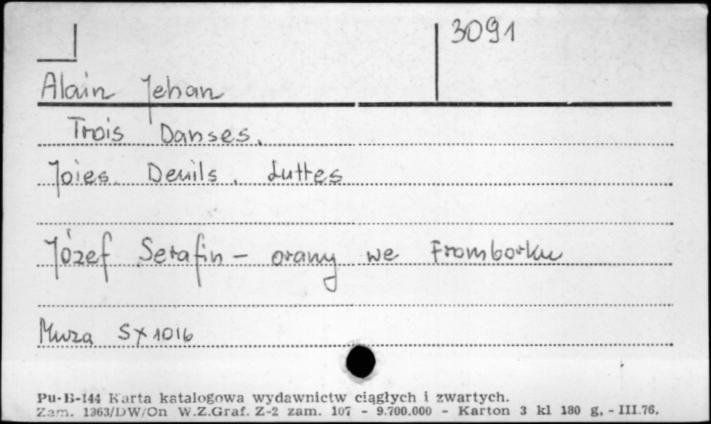 3091
Alain Jehan
Trois Danses.
Joies. Deuils. Luttes
Józef Serafin – organy we Fromborku
Muza SX 1016
Pu-B-144 Karta katalogowa wydawnictw ciągłych i zwartych.
Zam. 1363/DW/On W.Z.Graf. Z-2 zam. 107 - 9.700.000 - Karton 3 kl 180 g, - III.76.